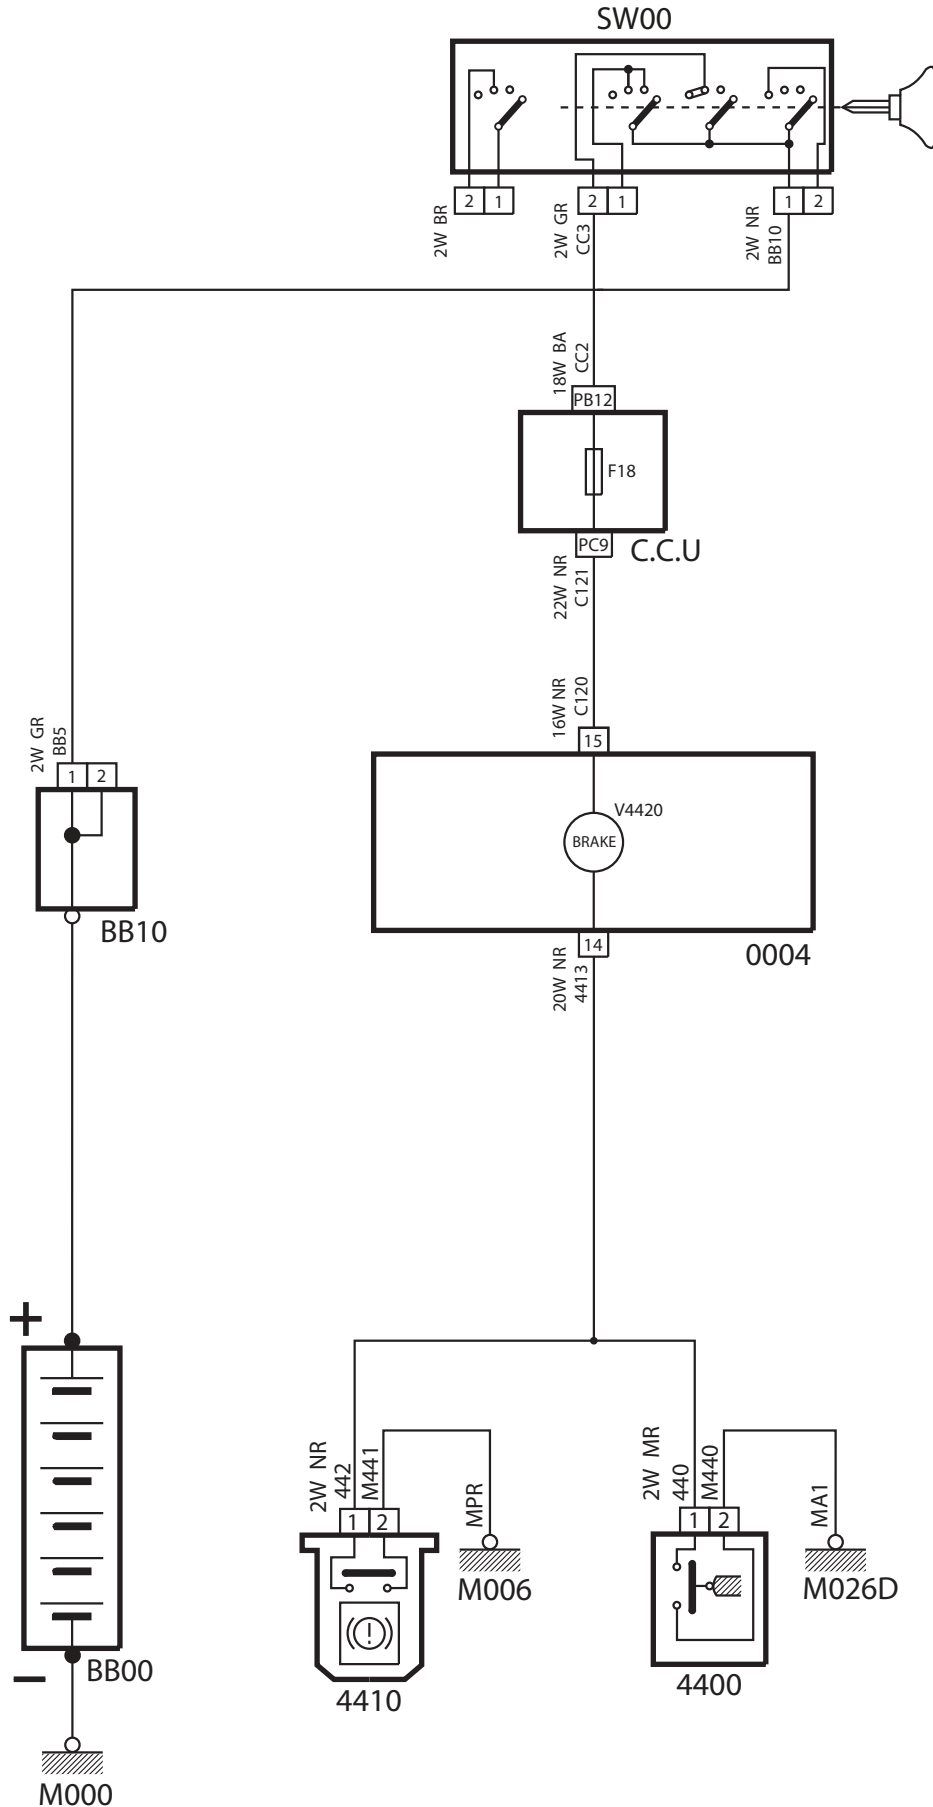 SW00
2 1
2 1
1 2
2W BR
2W GR
CC3
2W NR
BB10
18W BA
CC2
PB12
F18
PC9
C.C.U
22W NR
C121
16W NR
C120
15
2W GR
BB5
1 2
V4420
BRAKE
BB10
14
0004
20W NR
4413
+
2W NR
442
M441
MPR
2W MR
440
M440
MA1
1 2
1 2
M006
M026D
!
–
BB00
4410
4400
M000